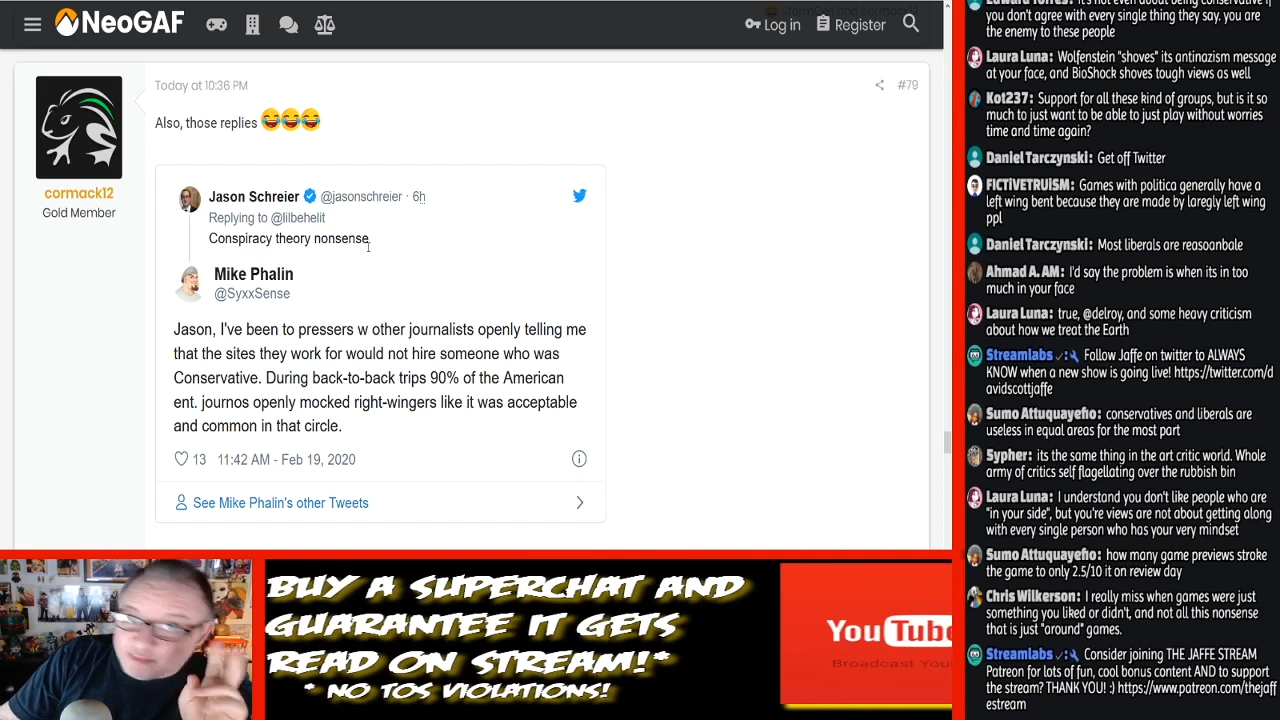 NeoGAF
Log in
Register
Today at 10:36 PM
#79
Also, those replies 😂😂😂
cormack12
Gold Member
Jason Schreier @jasonschreier · 6h
Replying to @lilbehelit
Conspiracy theory nonsense
Mike Phalin
@SyxxSense
Jason, I've been to pressers w other journalists openly telling me
that the sites they work for would not hire someone who was
Conservative. During back-to-back trips 90% of the American
ent. journos openly mocked right-wingers like it was acceptable
and common in that circle.
13 11:42 AM - Feb 19, 2020
See Mike Phalin's other Tweets
BUY A SUPERCHAT AND
GUARANTEE IT GETS
READ ON STREAM!*
* NO TOS VIOLATIONS!
YouTube
Broadcast You
you don't agree with every single thing they say. you are
the enemy to these people
Laura Luna: Wolfenstein "shoves" its antinazism message
at your face, and BioShock shoves tough views as well
Kot237: Support for all these kind of groups, but is it so
much to just want to be able to just play without worries
time and time again?
Daniel Tarczynski: Get off Twitter
FICTIVETRUISM: Games with politica generally have a
left wing bent because they are made by laregly left wing
ppl
Daniel Tarczynski: Most liberals are reasoanbale
Ahmad A. AM: I'd say the problem is when its in too
much in your face
Laura Luna: true, @delroy, and some heavy criticism
about how we treat the Earth
Streamlabs: Follow Jaffe on twitter to ALWAYS
KNOW when a new show is going live! https://twitter.com/d
avidscottjaffe
Sumo Attuquayefio: conservatives and liberals are
useless in equal areas for the most part
Sypher: its the same thing in the art critic world. Whole
army of critics self flagellating over the rubbish bin
Laura Luna: I understand you don't like people who are
"in your side", but you're views are not about getting along
with every single person who has your very mindset
Sumo Attuquayefio: how many game previews stroke
the game to only 2.5/10 it on review day
Chris Wilkerson: I really miss when games were just
something you liked or didn't, and not all this nonsense
that is just "around" games.
Streamlabs: Consider joining THE JAFFE STREAM
Patreon for lots of fun, cool bonus content AND to support
the stream? THANK YOU! :) https://www.patreon.com/thejaff
estream